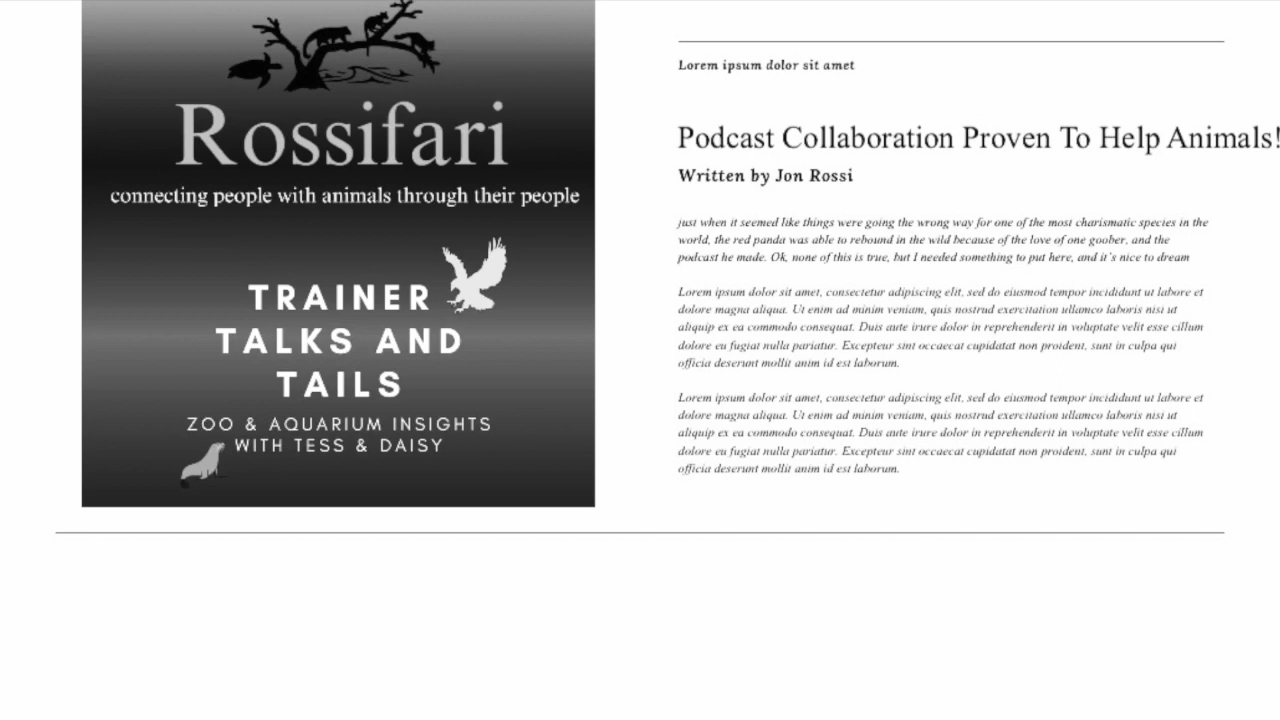 Rossifari
connecting people with animals through their people
TRAINER
TALKS AND
TAILS
ZOO & AQUARIUM INSIGHTS
WITH TESS & DAISY
Lorem ipsum dolor sit amet
Podcast Collaboration Proven To Help Animals!
Written by Jon Rossi
just when it seemed like things were going the wrong way for one of the most charismatic species in the
world, the red panda was able to rebound in the wild because of the love of one goober, and the
podcast he made. Ok, none of this is true, but I needed something to put here, and it's nice to dream
Lorem ipsum dolor sit amet, consectetur adipiscing elit, sed do eiusmod tempor incididunt ut labore et
dolore magna aliqua. Ut enim ad minim veniam, quis nostrud exercitation ullamco laboris nisi ut
aliquip ex ea commodo consequat. Duis aute irure dolor in reprehenderit in voluptate velit esse cillum
dolore eu fugiat nulla pariatur. Excepteur sint occaecat cupidatat non proident, sunt in culpa qui
officia deserunt mollit anim id est laborum.
Lorem ipsum dolor sit amet, consectetur adipiscing elit, sed do eiusmod tempor incididunt ut labore et
dolore magna aliqua. Ut enim ad minim veniam, quis nostrud exercitation ullamco laboris nisi ut
aliquip ex ea commodo consequat. Duis aute irure dolor in reprehenderit in voluptate velit esse cillum
dolore eu fugiat nulla pariatur. Excepteur sint occaecat cupidatat non proident, sunt in culpa qui
officia deserunt mollit anim id est laborum.